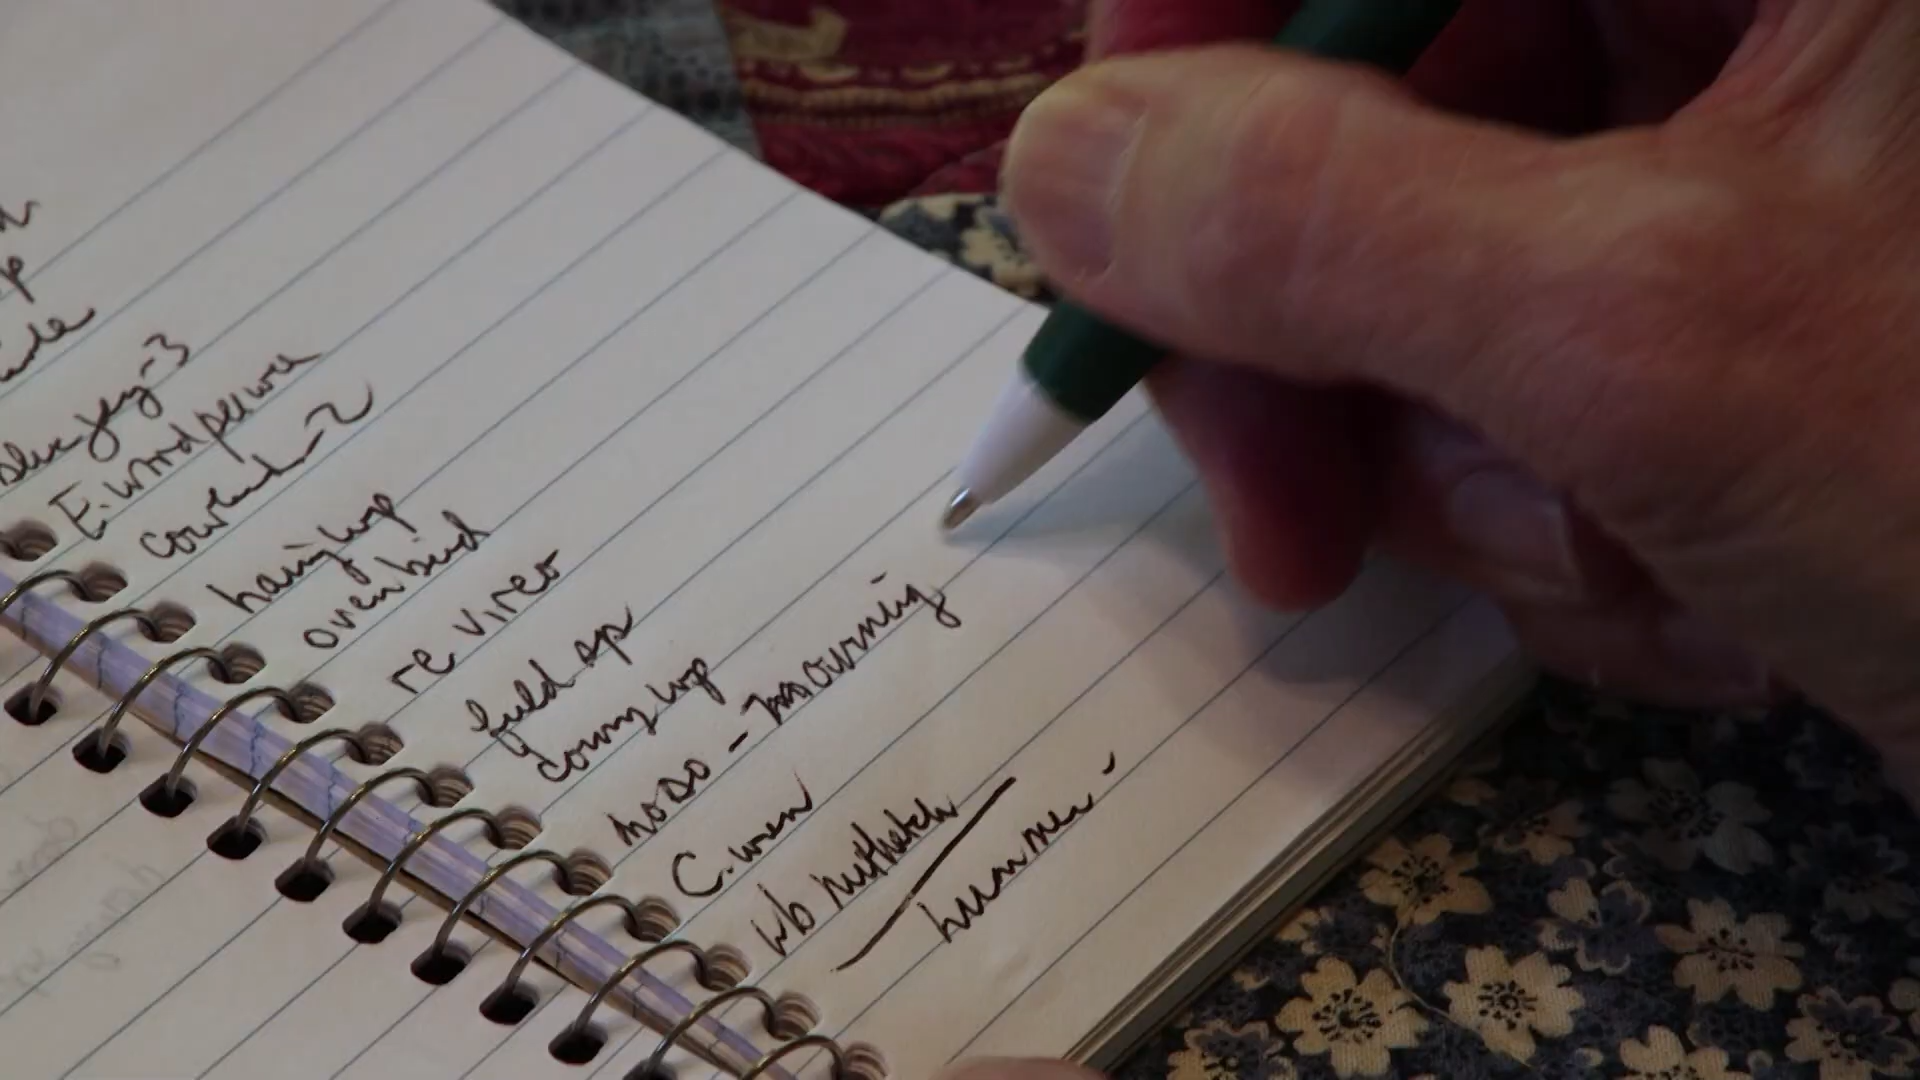 blue jay-3
E. wood peewee
cowbird-2
hairy wp
ovenbird
re vireo
field sp
downy wp
modo - mourning
C. wren
wb nuthatch
hummer -